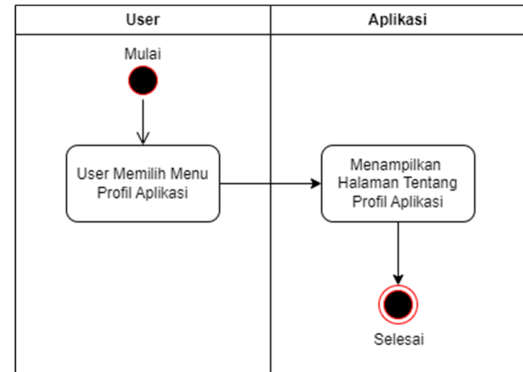 User
Aplikasi
Mulai
User Memilih Menu
Profil Aplikasi
Menampilkan
Halaman Tentang
Profil Aplikasi
Selesai